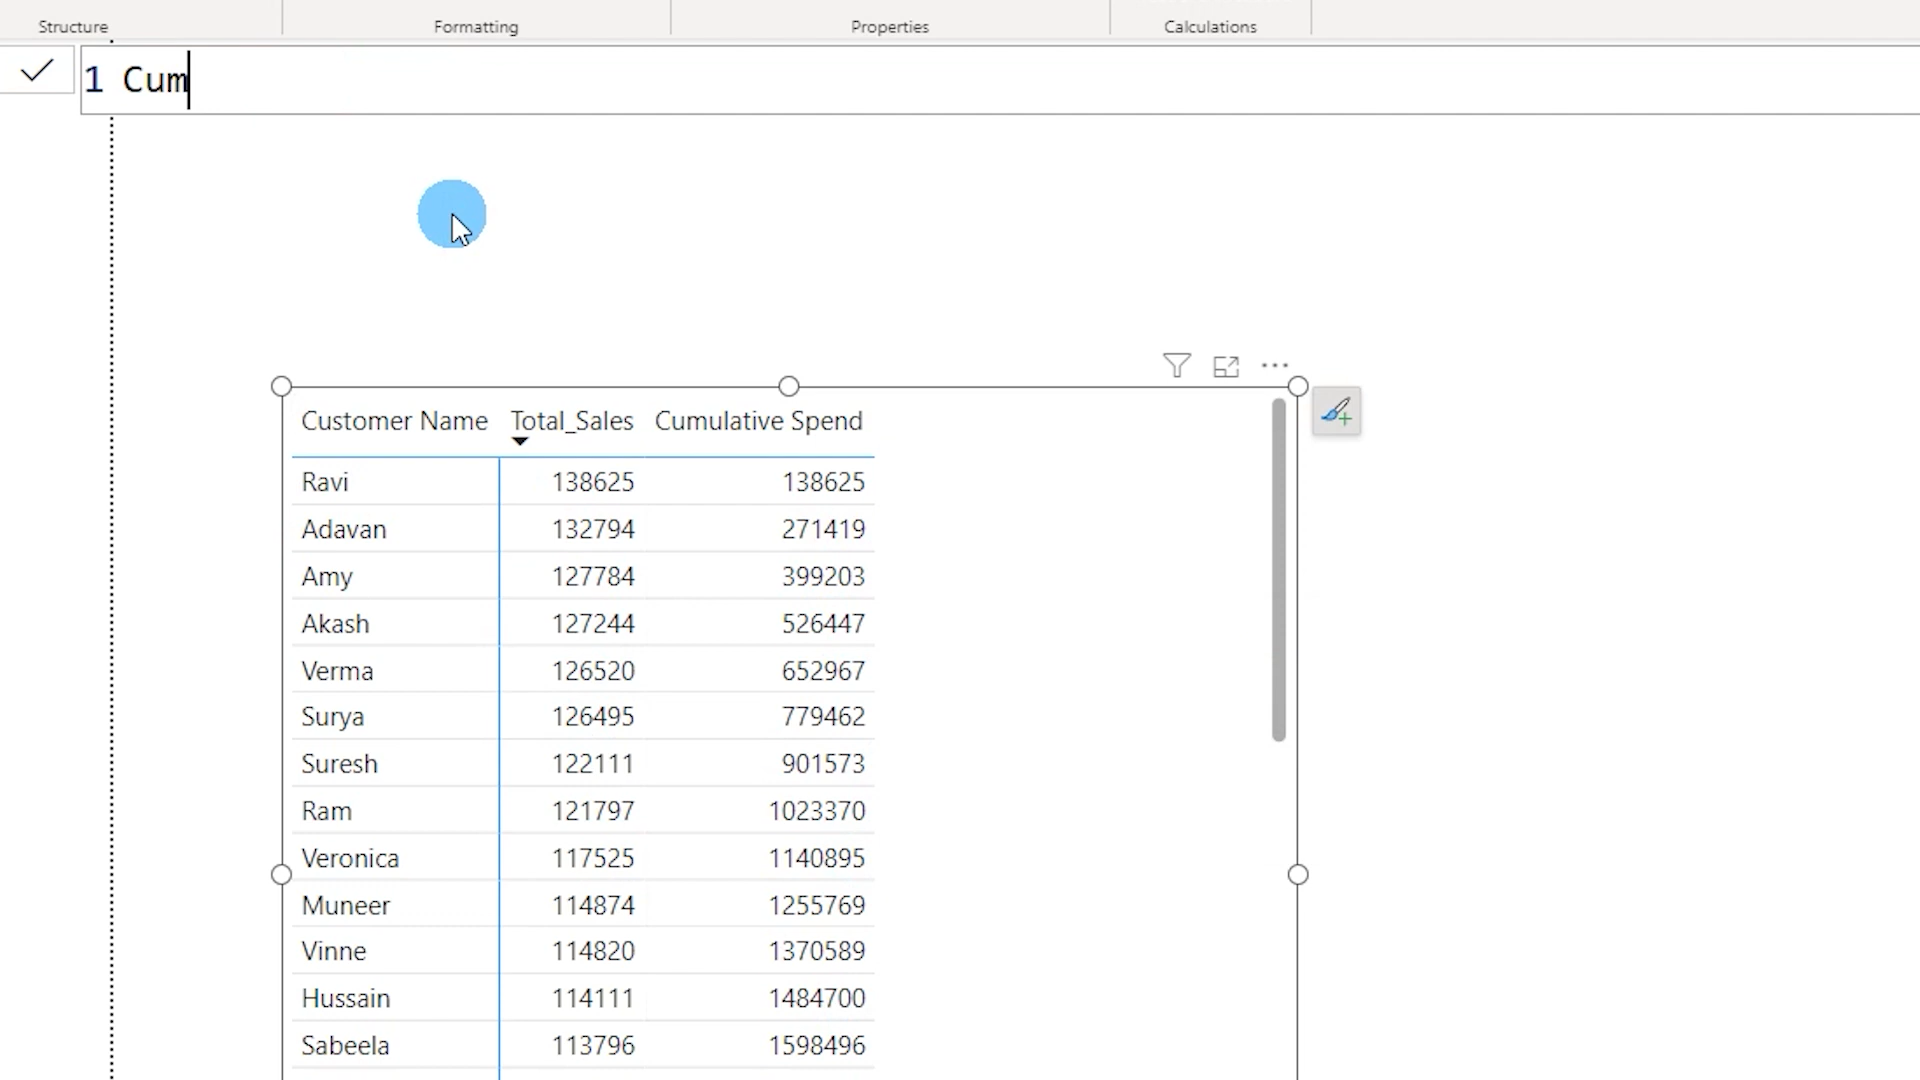 Structure Formatting Properties Calculations
1 Cum
Customer Name Total_Sales Cumulative Spend
Ravi 138625 138625
Adavan 132794 271419
Amy 127784 399203
Akash 127244 526447
Verma 126520 652967
Surya 126495 779462
Suresh 122111 901573
Ram 121797 1023370
Veronica 117525 1140895
Muneer 114874 1255769
Vinne 114820 1370589
Hussain 114111 1484700
Sabeela 113796 1598496